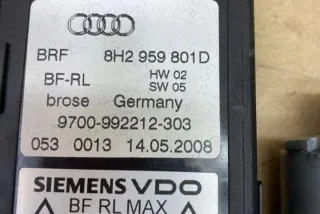 BRF 8H2 959 801D
BF-RL HW 02
SW 05
brose Germany
9700-992212-303
053 0013 14.05.2008
SIEMENS VDO
BF RL MAX